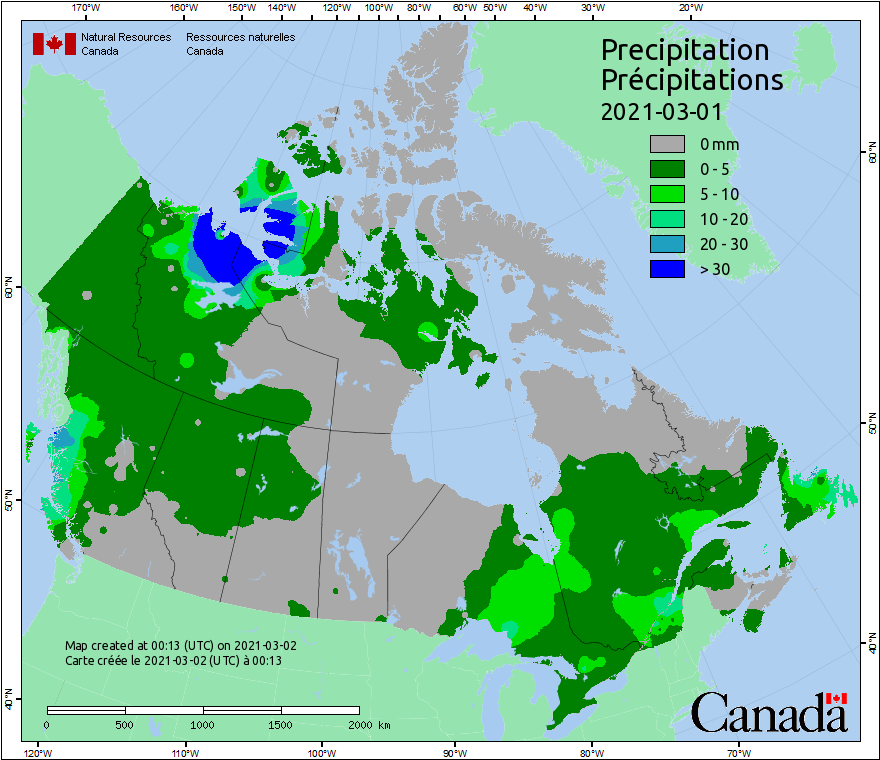 170°W 160°W 150°W 140°W 120°W 100°W 80°W 60°W 50°W 40°W 30°W 20°W
Natural Resources Ressources naturelles
Canada Canada
Precipitation
Précipitations
2021-03-01
0 mm
0 - 5
5 - 10
10 - 20
20 - 30
> 30
60°N
60°N
50°N
50°N
40°N
40°N
Map created at 00:13 (UTC) on 2021-03-02
Carte créée le 2021-03-02 (UTC) à 00:13
0 500 1000 1500 2000 km
Canada
120°W 110°W 100°W 90°W 80°W 70°W